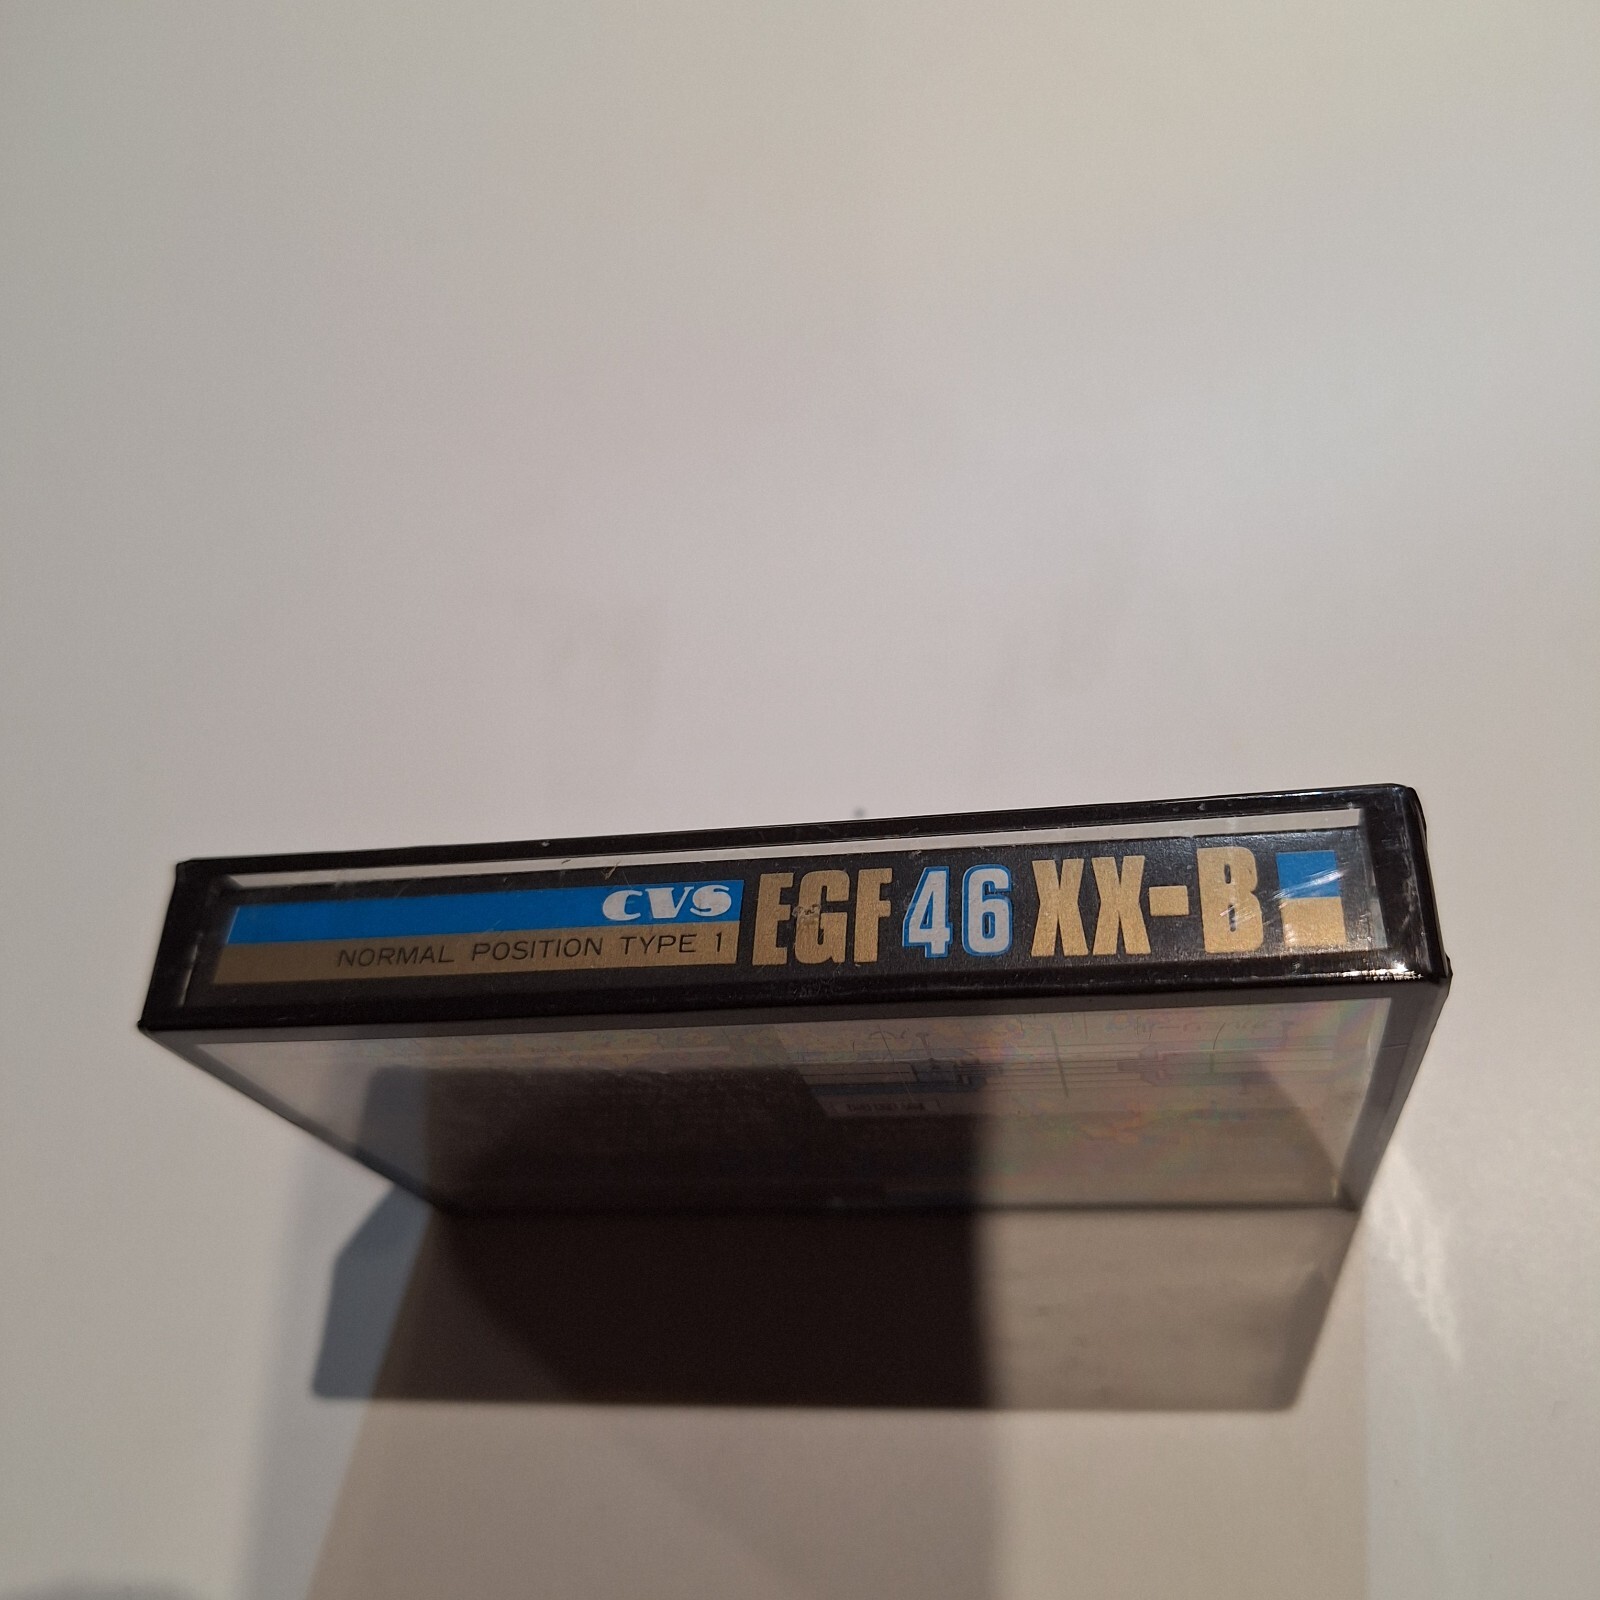 CVS
NORMAL POSITION TYPE 1
EGF 46 XX-B